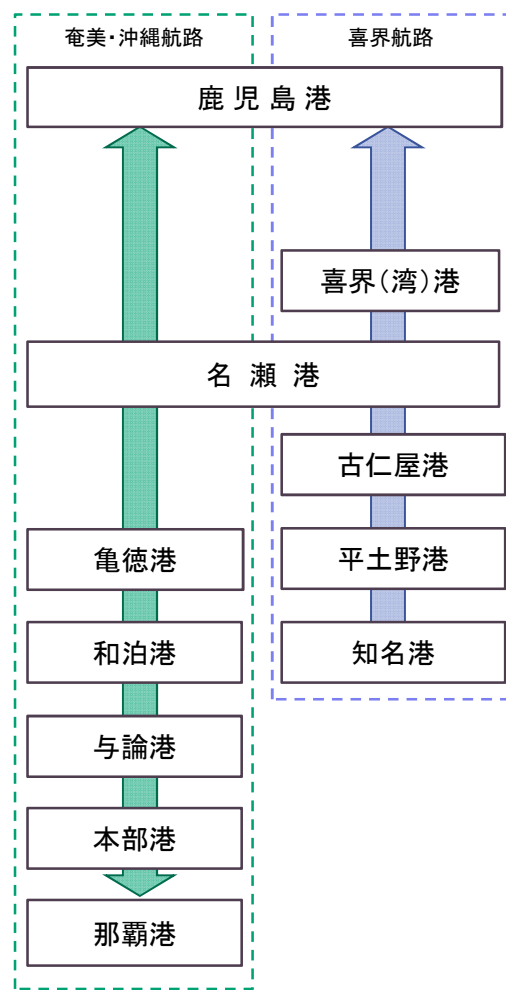 奄美・沖縄航路
喜界航路
鹿児島港
喜界(湾)港
名瀬港
古仁屋港
亀徳港
平土野港
和泊港
知名港
与論港
本部港
那覇港